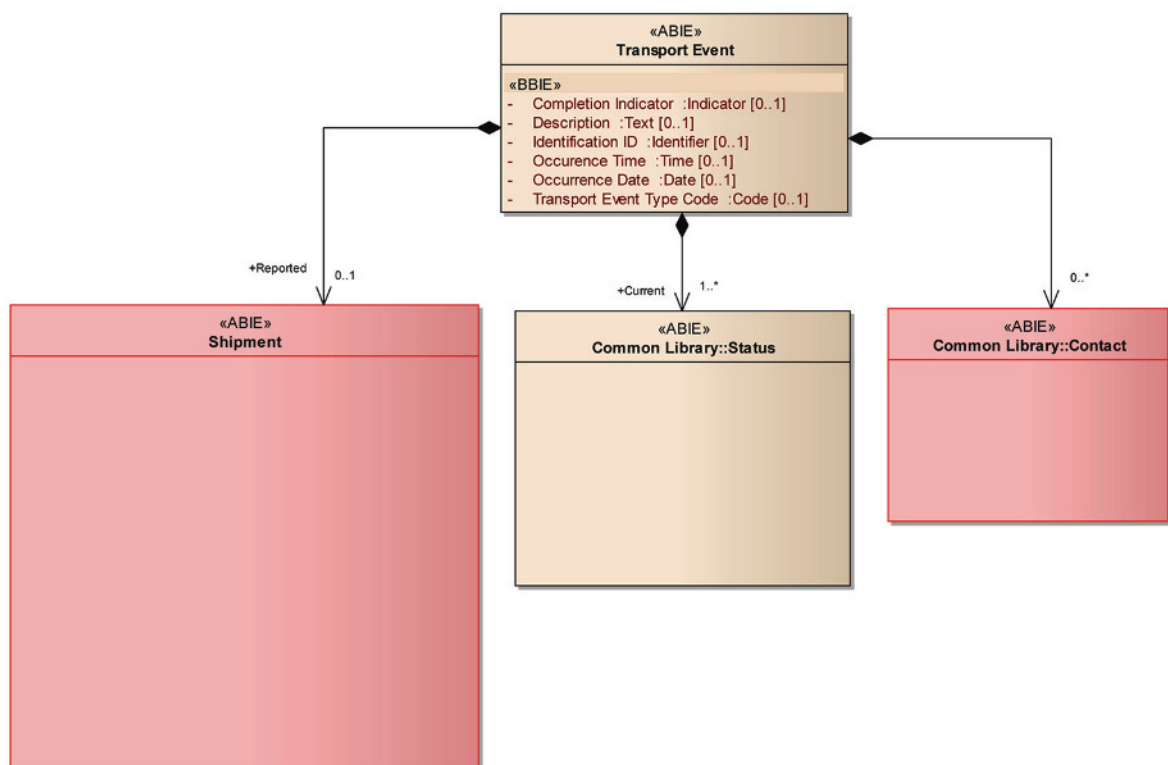 «ABIE»
Transport Event
«BBIE»
- Completion Indicator :Indicator [0..1]
- Description :Text [0..1]
- Identification ID :Identifier [0..1]
- Occurence Time :Time [0..1]
- Occurrence Date :Date [0..1]
- Transport Event Type Code :Code [0..1]
+Reported
0..1
+Current
1..*
0..*
«ABIE»
Shipment
«ABIE»
Common Library::Status
«ABIE»
Common Library::Contact